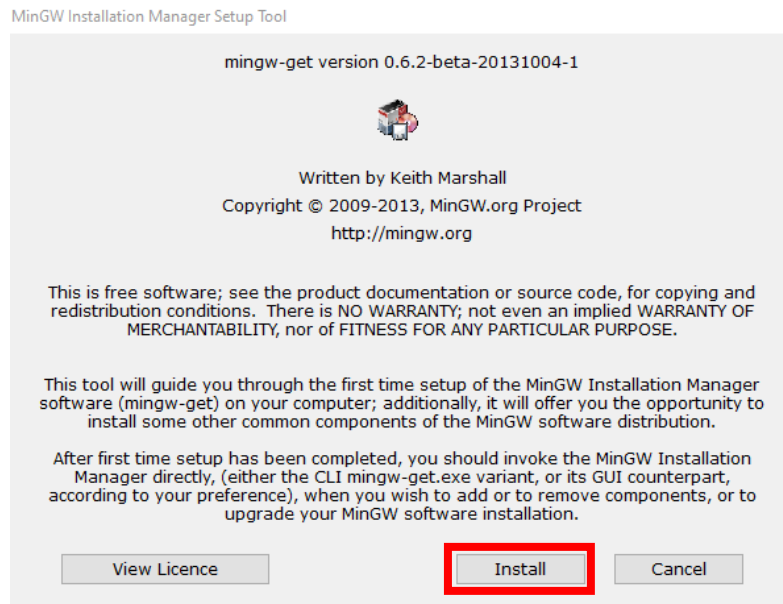 MinGW Installation Manager Setup Tool
mingw-get version 0.6.2-beta-20131004-1
Written by Keith Marshall
Copyright © 2009-2013, MinGW.org Project
http://mingw.org
This is free software; see the product documentation or source code, for copying and
redistribution conditions.  There is NO WARRANTY; not even an implied WARRANTY OF
MERCHANTABILITY, nor of FITNESS FOR ANY PARTICULAR PURPOSE.
This tool will guide you through the first time setup of the MinGW Installation Manager
software (mingw-get) on your computer; additionally, it will offer you the opportunity to
install some other common components of the MinGW software distribution.
After first time setup has been completed, you should invoke the MinGW Installation
Manager directly, (either the CLI mingw-get.exe variant, or its GUI counterpart,
according to your preference), when you wish to add or to remove components, or to
upgrade your MinGW software installation.
View Licence Install Cancel